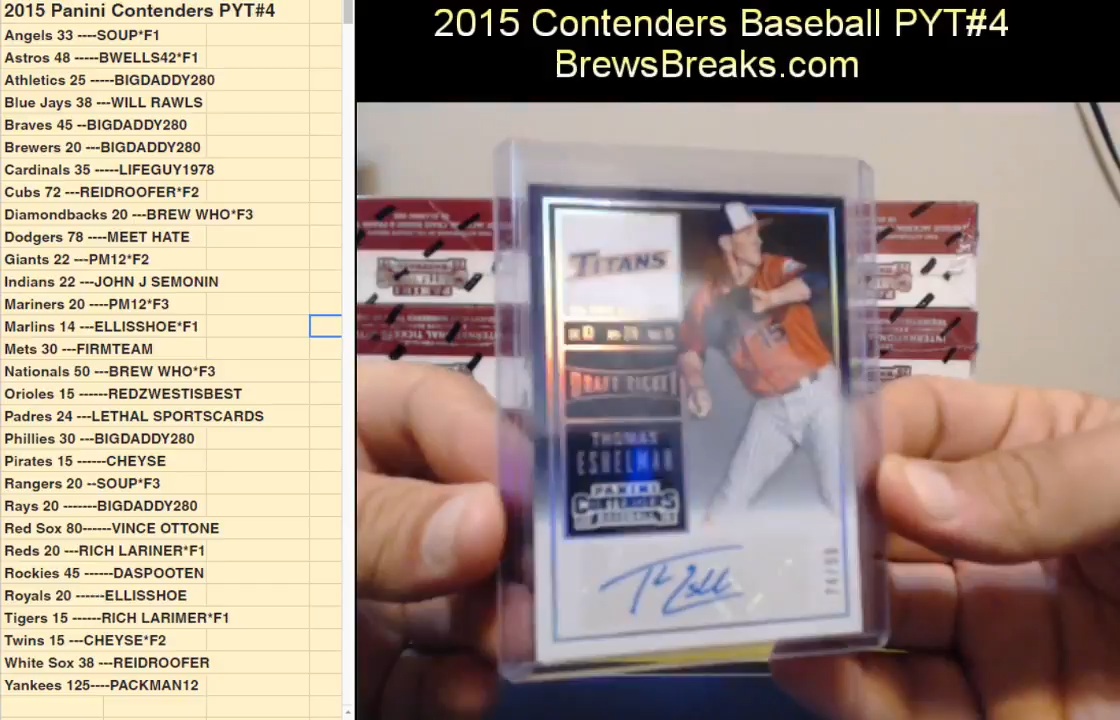 2015 Panini Contenders PYT#4
Angels 33 ----SOUP*F1
Astros 48 -----BWELLS42*F1
Athletics 25 -----BIGDADDY280
Blue Jays 38 ---WILL RAWLS
Braves 45 --BIGDADDY280
Brewers 20 --BIGDADDY280
Cardinals 35 -----LIFEGUY1978
Cubs 72 ---REIDROOFER*F2
Diamondbacks 20 ---BREW WHO*F3
Dodgers 78 ----MEET HATE
Giants 22 ----PM12*F2
Indians 22 ---JOHN J SEMONIN
Mariners 20 ----PM12*F3
Marlins 14 ---ELLISSHOE*F1
Mets 30 ---FIRMTEAM
Nationals 50 ---BREW WHO*F3
Orioles 15 ------REDZWESTISBEST
Padres 24 ---LETHAL SPORTSCARDS
Phillies 30 ---BIGDADDY280
Pirates 15 ------CHEYSE
Rangers 20 --SOUP*F3
Rays 20 -------BIGDADDY280
Red Sox 80------VINCE OTTONE
Reds 20 ---RICH LARINER*F1
Rockies 45 ------DASPOOTEN
Royals 20 -----ELLISSHOE
Tigers 15 ------RICH LARIMER*F1
Twins 15 ---CHEYSE*F2
White Sox 38 ---REIDROOFER
Yankees 125----PACKMAN12
2015 Contenders Baseball PYT#4
BrewsBreaks.com
TITANS
DRAFT TICKET
THOMAS
ESHELMAN
PANINI
CONTENDERS
15